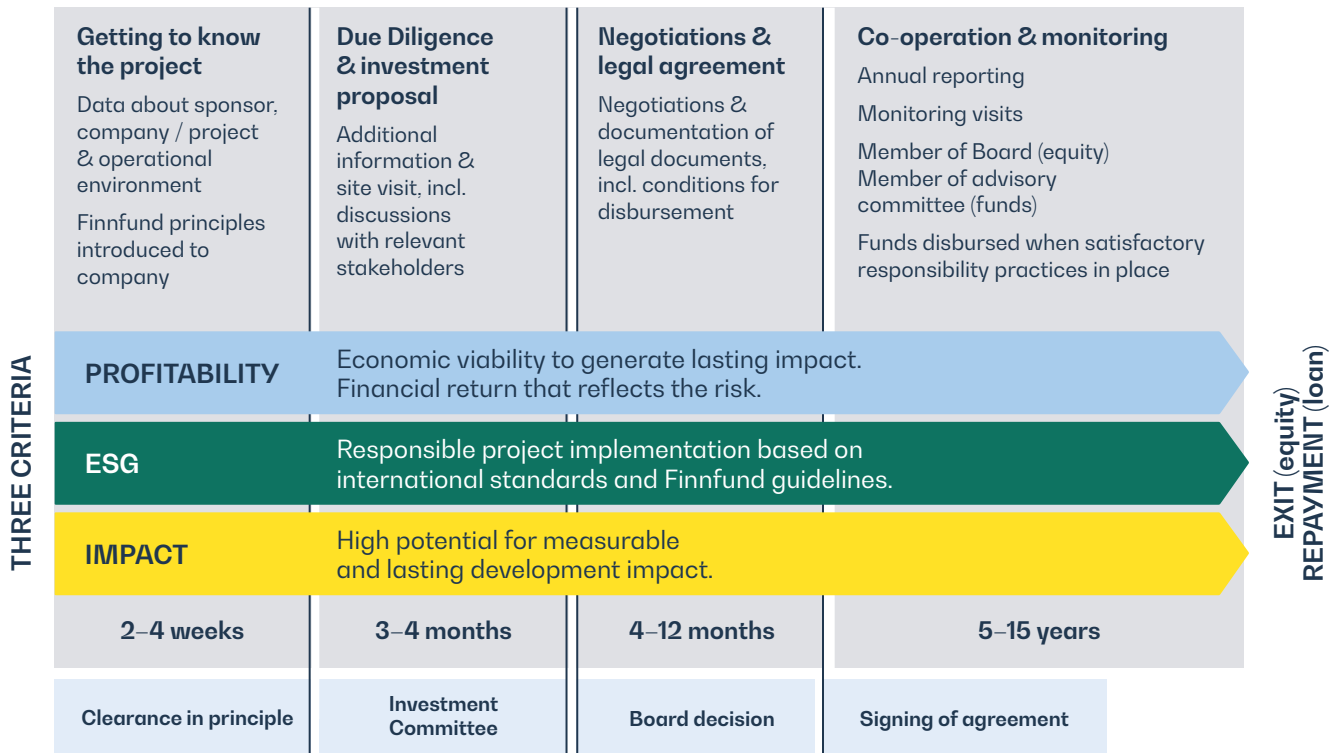 Getting to know
the project
Data about sponsor,
company / project
& operational
environment
Finnfund principles
introduced to
company
Due Diligence
& investment
proposal
Additional
information &
site visit, incl.
discussions
with relevant
stakeholders
Negotiations &
legal agreement
Negotiations &
documentation of
legal documents,
incl. conditions for
disbursement
Co-operation & monitoring
Annual reporting
Monitoring visits
Member of Board (equity)
Member of advisory
committee (funds)
Funds disbursed when satisfactory
responsibility practices in place
THREE CRITERIA
PROFITABILITY
Economic viability to generate lasting impact.
Financial return that reflects the risk.
ESG
Responsible project implementation based on
international standards and Finnfund guidelines.
IMPACT
High potential for measurable
and lasting development impact.
EXIT (equity)
REPAYMENT (loan)
2–4 weeks
3–4 months
4–12 months
5–15 years
Clearance in principle
Investment
Committee
Board decision
Signing of agreement